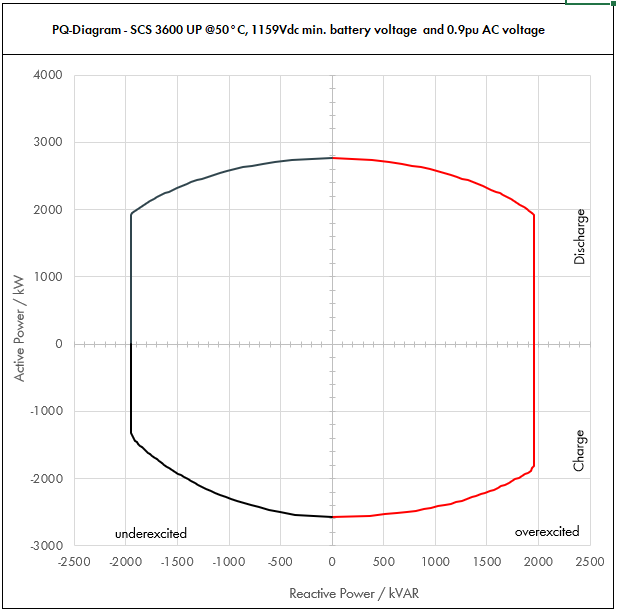 PQ-Diagram - SCS 3600 UP @50°C, 1159Vdc min. battery voltage and 0.9pu AC voltage
4000
3000
2000
1000
0
-1000
-2000
-3000
Active Power / kW
Discharge
Charge
underexcited
overexcited
-2500 -2000 -1500 -1000 -500 0 500 1000 1500 2000 2500
Reactive Power / kVAR